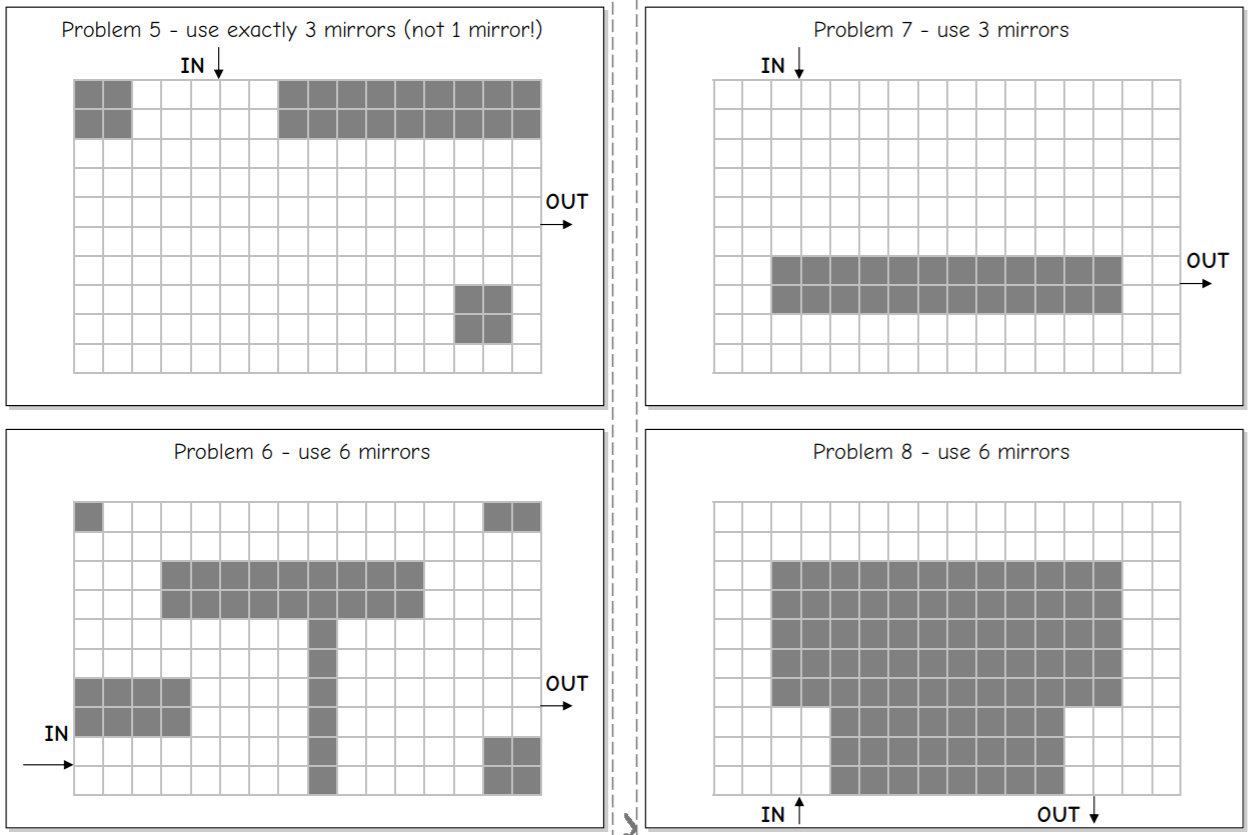 Problem 5 - use exactly 3 mirrors (not 1 mirror!)
IN
OUT
Problem 7 - use 3 mirrors
IN
OUT
Problem 6 - use 6 mirrors
OUT
IN
Problem 8 - use 6 mirrors
IN
OUT